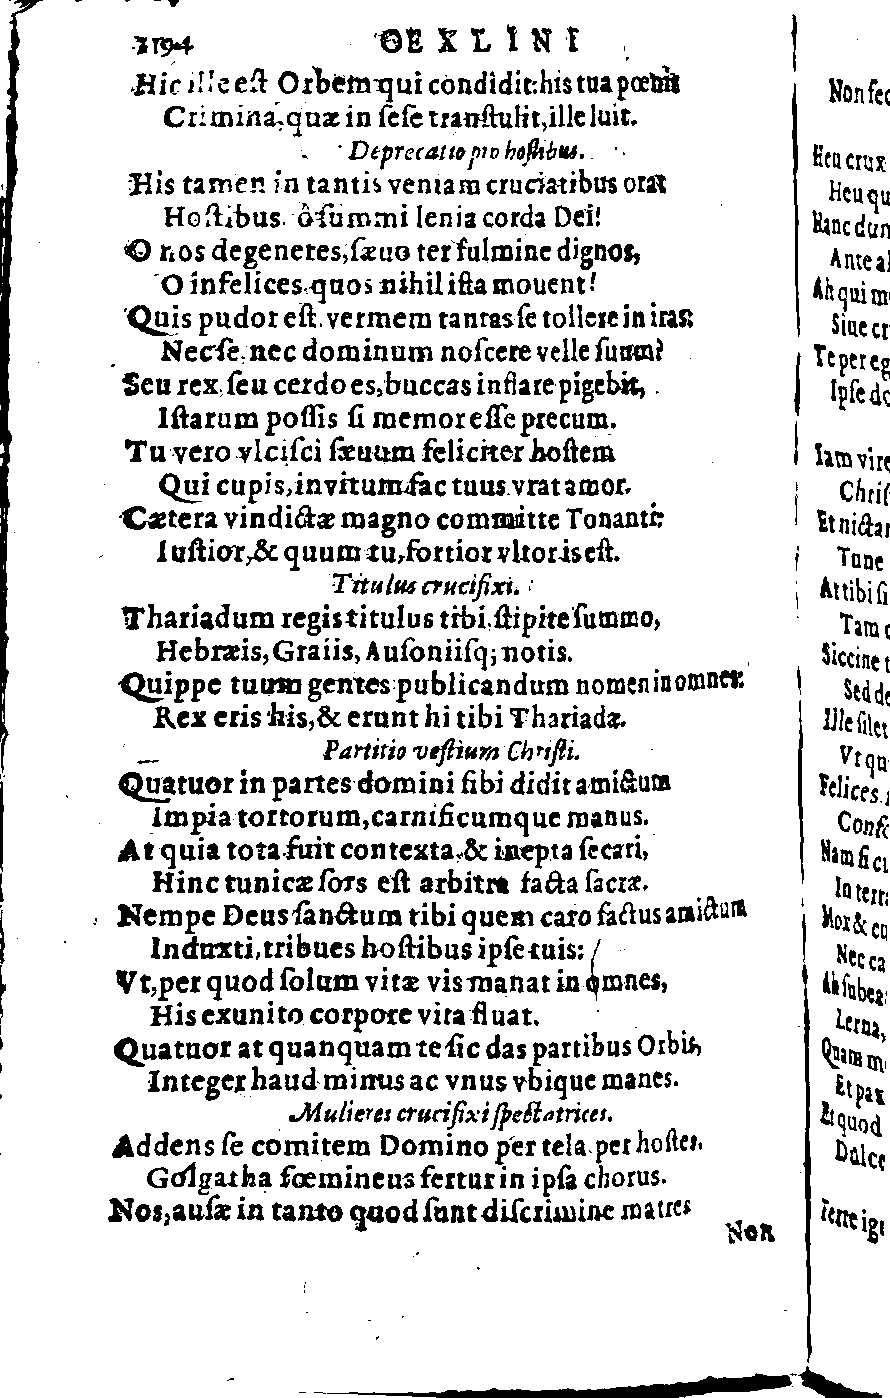 1194 OEXLINI
Hic ille est Orbem qui condidit: his tua pœnis
Crimina, quæ in sese transtulit, ille luit.
Deprecatio pro hostibus.
His tamen in tantis veniam cruciatibus orat
Hostibus. ô summi lenia corda Dei!
O nos degeneres, sæuo ter fulmine dignos,
O infelices, quos nihil ista mouent!
Quis pudor est, vermem tantas se tollere in iras:
Nec se, nec dominum noscere velle suum?
Seu rex, seu cerdo es, buccas inflare pigebit,
Istarum possis si memor esse precum.
Tu vero vlcisci sæuum feliciter hostem
Qui cupis, invitum fac tuus vrat amor.
Cætera vindictæ magno committe Tonanti:
Iustior, & quum tu, fortior vltor is est.
Titulus crucifixi.
Thariadum regis titulus tibi, stipite summo,
Hebræis, Graiis, Ausoniisq; notis.
Quippe tuum gentes publicandum nomen in omnes:
Rex eris his, & erunt hi tibi Thariadæ.
Partitio vestium Christi.
Quatuor in partes domini sibi didit amictum
Impia tortorum, carnificumque manus.
At quia tota fuit contexta, & inepta secari,
Hinc tunicæ sors est arbitra facta sacræ.
Nempe Deus sanctum tibi quem caro factus amictum
Induxti, tribues hostibus ipse tuis:
Vt, per quod solum vitæ vis manat in omnes,
His exunito corpore vita fluat.
Quatuor at quanquam te sic das partibus Orbis,
Integer haud minus ac vnus vbique manes.
Mulieres crucifixi spectatrices.
Addens se comitem Domino per tela per hostes.
Golgatha fœmineus fertur in ipsa chorus.
Nos, ausæ in tanto quod sunt discrimine matres
Non
Non sec
Heu crux
Heu qu
Hanc dum
Ante al
Ah qui m
Siue cr
Te per eg
Ipse do
Iam vire
Chris
Et nictar
Tune
At tibi si
Tam c
Siccine t
Sed de
Ille silet
Vt qu
Felices
Confe
Nam si cu
In terr
Mox & cu
Nec ca
Ah subea
Lerna,
Quam m
Et pax
Et quod
Dulce
Ferre ign